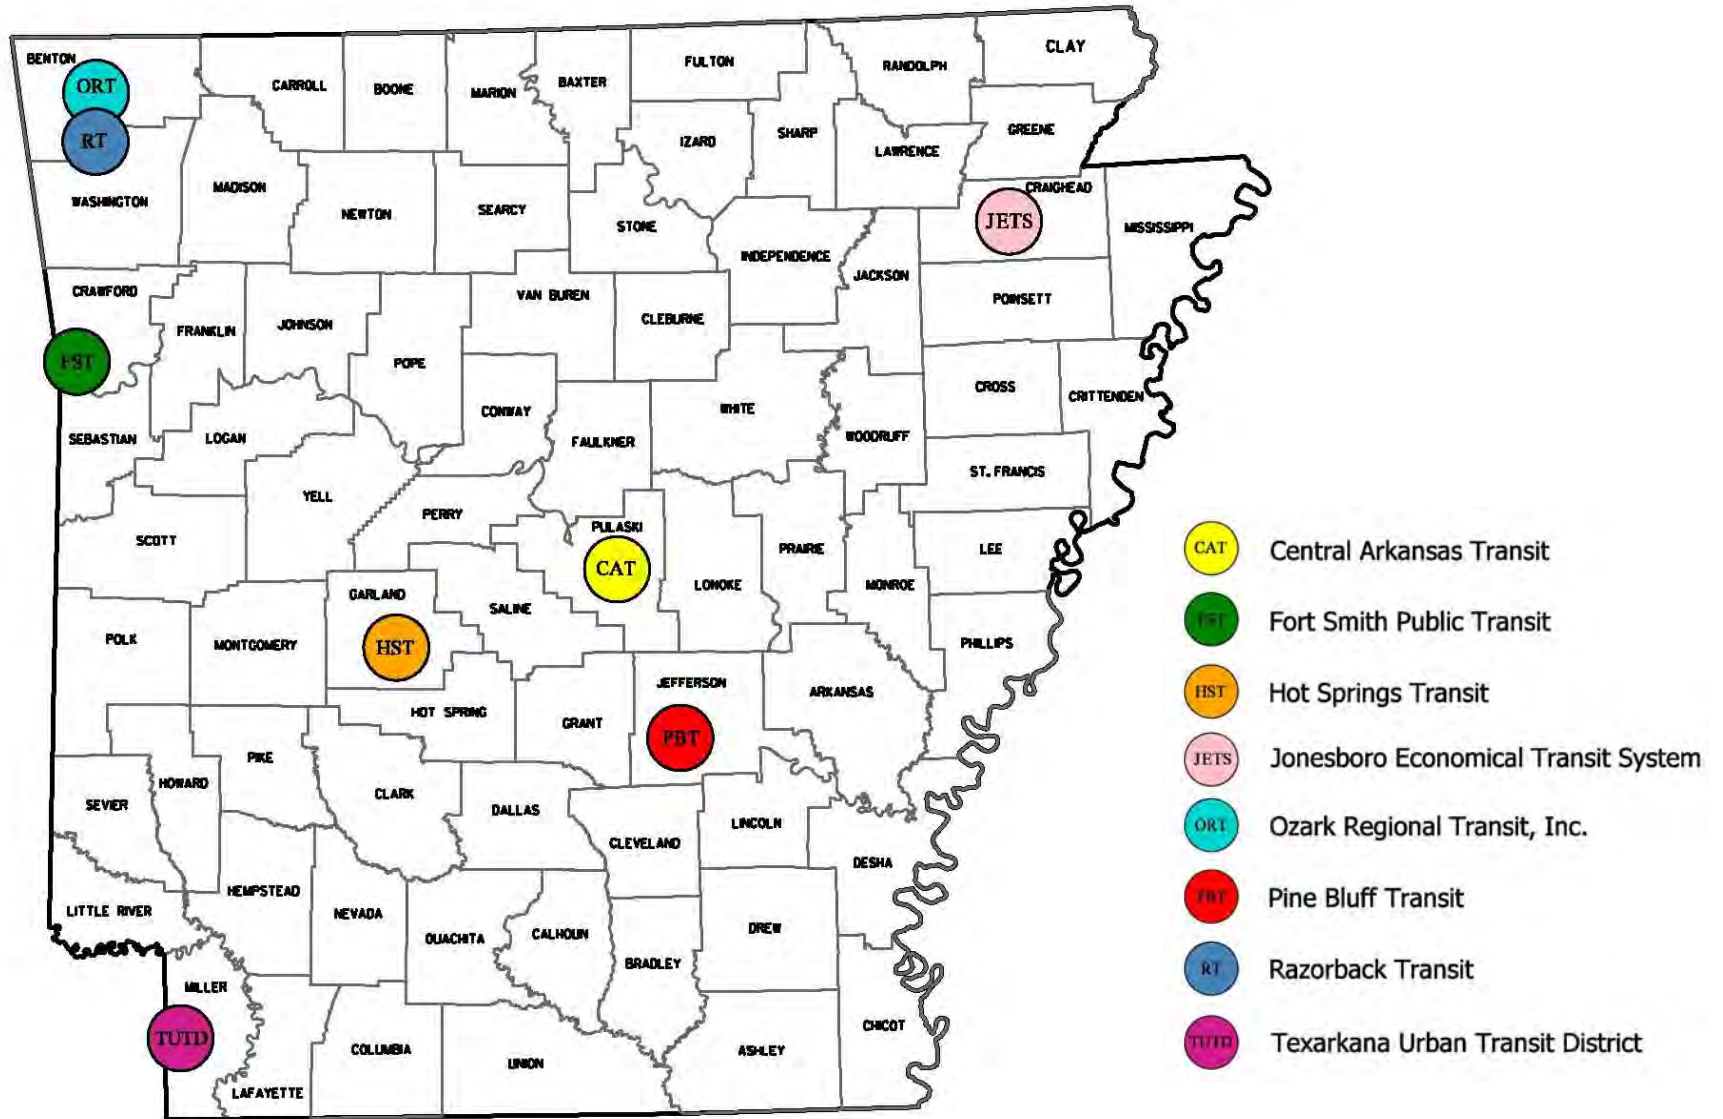 BENTON
CARROLL
BOONE
MARION
BAXTER
FULTON
RANDOLPH
CLAY
ORT
RT
IZARD
SHARP
LAWRENCE
GREENE
WASHINGTON
MADISON
NEWTON
SEARCY
STONE
CRAIGHEAD
JETS
MISSISSIPPI
INDEPENDENCE
JACKSON
CRAWFORD
FRANKLIN
JOHNSON
VAN BUREN
CLEBURNE
POINSETT
FST
POPE
CONWAY
WHITE
CROSS
CRITTENDEN
SEBASTIAN
LOGAN
FAULKNER
WOODRUFF
ST. FRANCIS
YELL
PERRY
PULASKI
SCOTT
CAT
PRAIRIE
LEE
LONOKE
MONROE
GARLAND
SALINE
POLK
MONTGOMERY
HST
PHILLIPS
JEFFERSON
ARKANSAS
HOT SPRING
GRANT
PBT
PIKE
HOWARD
SEVIER
CLARK
DALLAS
CLEVELAND
LINCOLN
DESHA
LITTLE RIVER
HEMPSTEAD
NEVADA
OUACHITA
CALHOUN
BRADLEY
DREW
MILLER
TUTD
LAFAYETTE
COLUMBIA
UNION
ASHLEY
CHICOT
CAT Central Arkansas Transit
FST Fort Smith Public Transit
HST Hot Springs Transit
JETS Jonesboro Economical Transit System
ORT Ozark Regional Transit, Inc.
PBT Pine Bluff Transit
RT Razorback Transit
TUTD Texarkana Urban Transit District